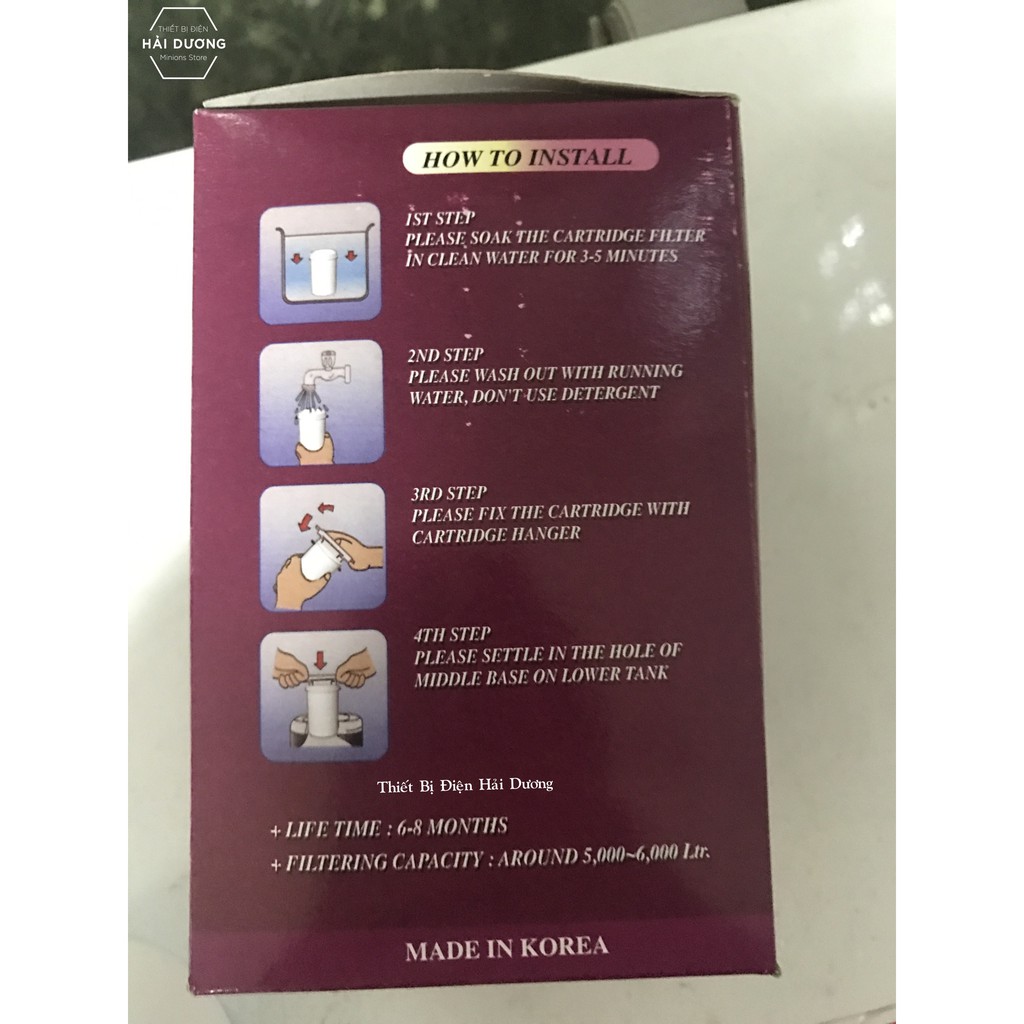 THIẾT BỊ ĐIỆN
HẢI DƯƠNG
Minions Store
HOW TO INSTALL
1ST STEP
PLEASE SOAK THE CARTRIDGE FILTER
IN CLEAN WATER FOR 3-5 MINUTES
2ND STEP
PLEASE WASH OUT WITH RUNNING
WATER, DON'T USE DETERGENT
3RD STEP
PLEASE FIX THE CARTRIDGE WITH
CARTRIDGE HANGER
4TH STEP
PLEASE SETTLE IN THE HOLE OF
MIDDLE BASE ON LOWER TANK
Thiết Bị Điện Hải Dương
+ LIFE TIME : 6-8 MONTHS
+ FILTERING CAPACITY : AROUND 5,000~6,000 Ltr.
MADE IN KOREA